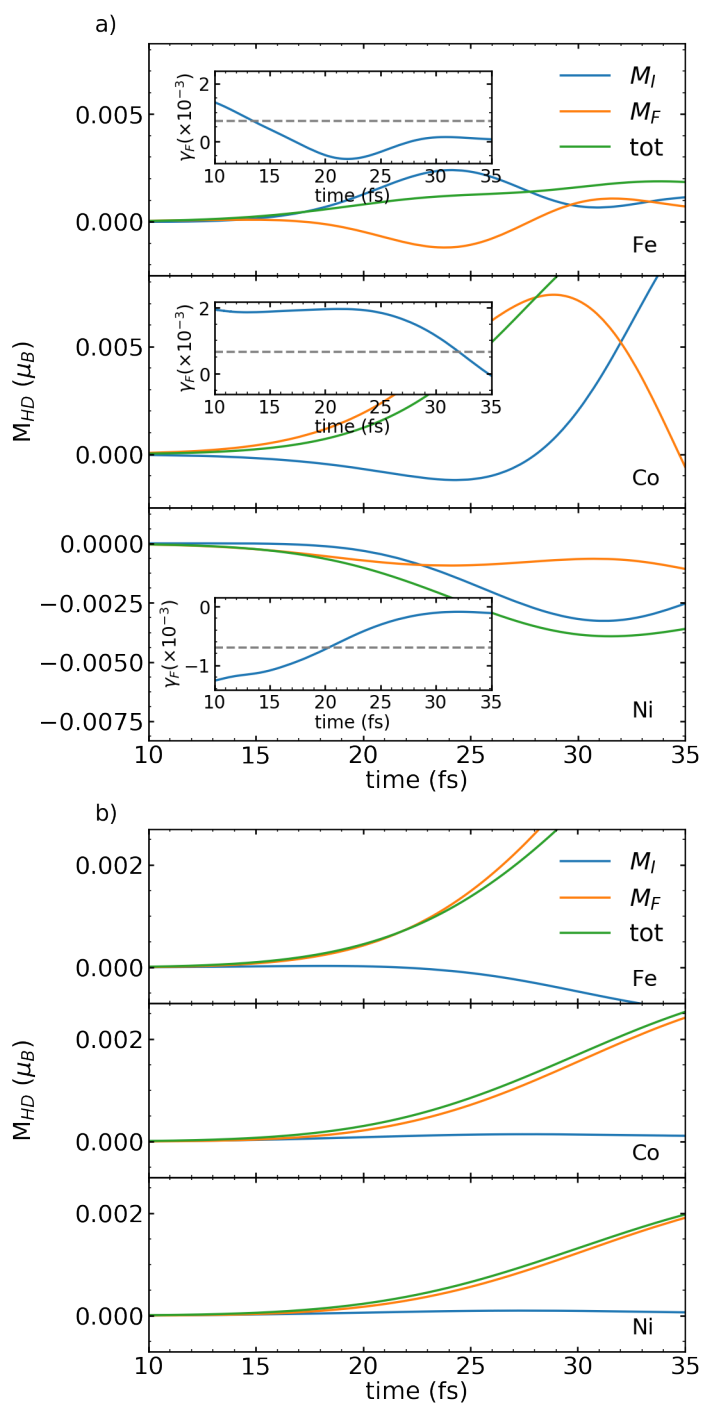 a)
M_I
M_F
tot
0.005
0.000
Fe
2
0
γ_F(×10⁻³)
10 15 20 25 30 35
time (fs)
M_HD (μ_B)
0.005
0.000
Co
2
0
γ_F(×10⁻³)
10 15 20 25 30 35
time (fs)
0.0000
−0.0025
−0.0050
−0.0075
Ni
0
−1
γ_F(×10⁻³)
10 15 20 25 30 35
time (fs)
10 15 20 25 30 35
time (fs)
b)
M_I
M_F
tot
0.002
0.000
Fe
M_HD (μ_B)
0.002
0.000
Co
0.002
0.000
Ni
10 15 20 25 30 35
time (fs)